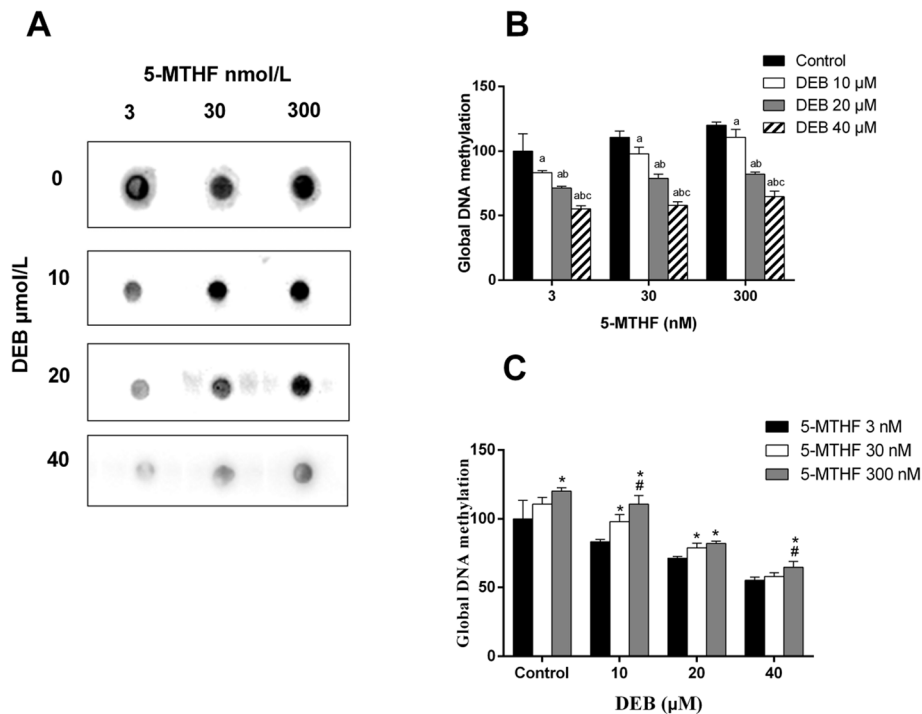 A
5-MTHF nmol/L
3 30 300
DEB µmol/L
0
10
20
40
B
Control
DEB 10 µM
DEB 20 µM
DEB 40 µM
Global DNA methylation
150
100
50
0
a ab abc a ab abc a ab abc
3 30 300
5-MTHF (nM)
C
5-MTHF 3 nM
5-MTHF 30 nM
5-MTHF 300 nM
Global DNA methylation
150
100
50
0
* * * # * * * #
Control 10 20 40
DEB (µM)